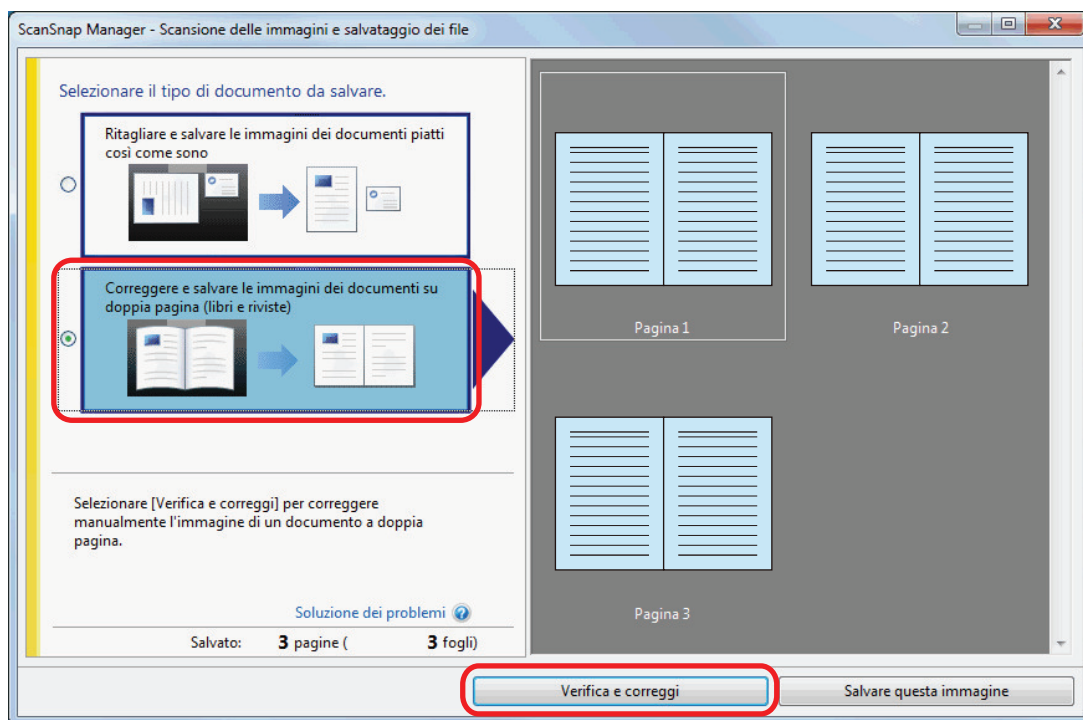 ScanSnap Manager - Scansione delle immagini e salvataggio dei file
Selezionare il tipo di documento da salvare.
Ritagliare e salvare le immagini dei documenti piatti
così come sono
Correggere e salvare le immagini dei documenti su
doppia pagina (libri e riviste)
Selezionare [Verifica e correggi] per correggere
manualmente l'immagine di un documento a doppia
pagina.
Soluzione dei problemi
Salvato: 3 pagine ( 3 fogli)
Pagina 1
Pagina 2
Pagina 3
Verifica e correggi
Salvare questa immagine